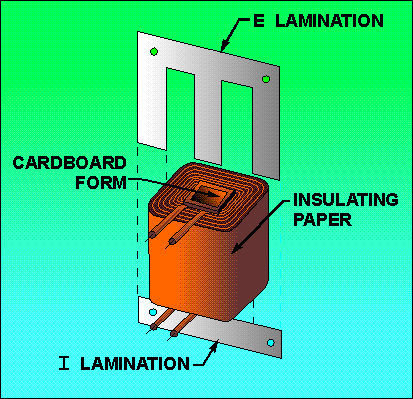 E LAMINATION
CARDBOARD
FORM
INSULATING
PAPER
I LAMINATION